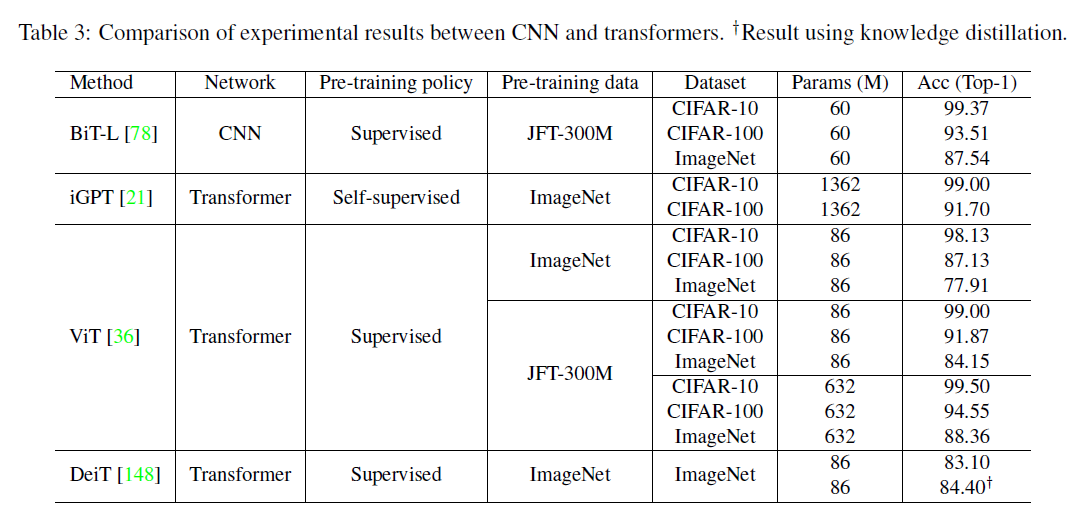 Table 3: Comparison of experimental results between CNN and transformers. †Result using knowledge distillation.
Method Network Pre-training policy Pre-training data Dataset Params (M) Acc (Top-1)
CIFAR-10 60 99.37
BiT-L [78] CNN Supervised JFT-300M CIFAR-100 60 93.51
ImageNet 60 87.54
iGPT [21] Transformer Self-supervised ImageNet CIFAR-10 1362 99.00
CIFAR-100 1362 91.70
CIFAR-10 86 98.13
ImageNet CIFAR-100 86 87.13
ImageNet 86 77.91
CIFAR-10 86 99.00
ViT [36] Transformer Supervised CIFAR-100 86 91.87
ImageNet 86 84.15
JFT-300M
CIFAR-10 632 99.50
CIFAR-100 632 94.55
ImageNet 632 88.36
DeiT [148] Transformer Supervised ImageNet ImageNet 86 83.10
86 84.40†